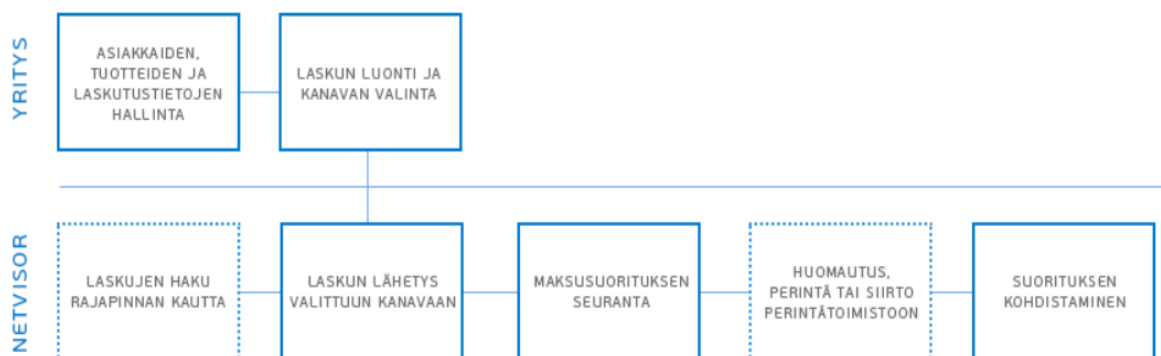 YRITYS
ASIAKKAIDEN,
TUOTTEIDEN JA
LASKUTUSTIETOJEN
HALLINTA
LASKUN LUONTI JA
KANAVAN VALINTA
NETVISOR
LASKUJEN HAKU
RAJAPINNAN KAUTTA
LASKUN LÄHETYS
VALITTUUN KANAVAAN
MAKSUSUORITUKSEN
SEURANTA
HUOMAUTUS,
PERINTÄ TAI SIIRTO
PERINTÄTOIMISTOON
SUORITUKSEN
KOHDISTAMINEN